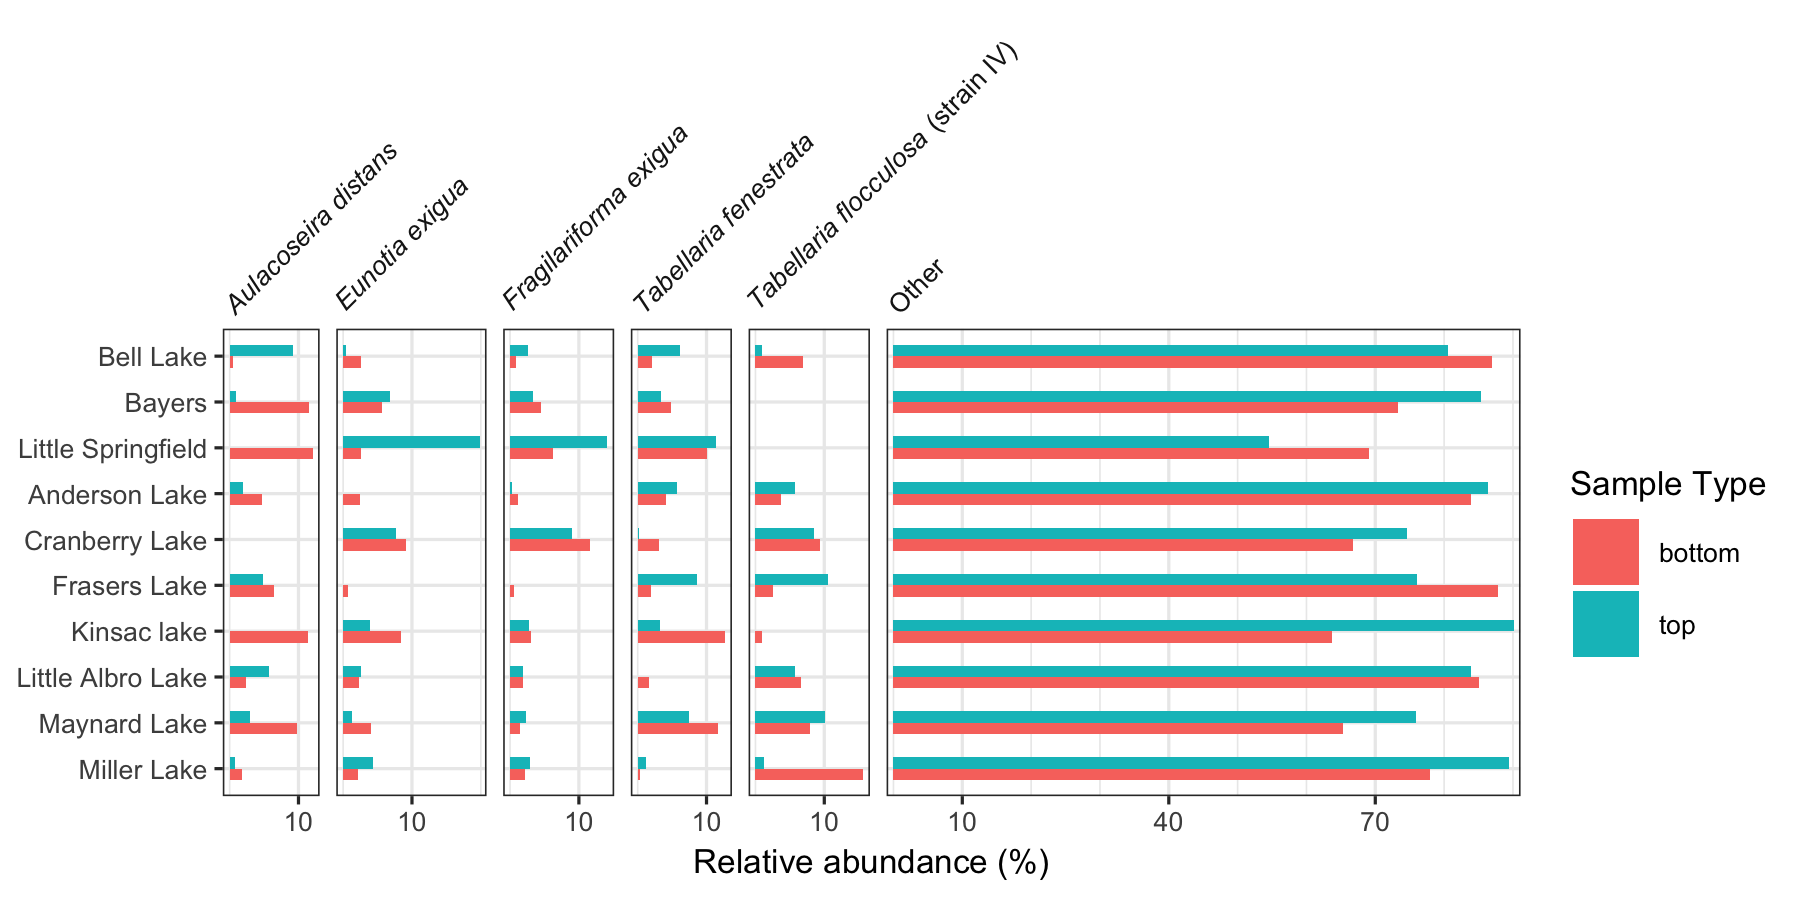 Aulacoseira distans
Eunotia exigua
Fragilariforma exigua
Tabellaria fenestrata
Tabellaria flocculosa (strain IV)
Other
Bell Lake
Bayers
Little Springfield
Anderson Lake
Cranberry Lake
Frasers Lake
Kinsac lake
Little Albro Lake
Maynard Lake
Miller Lake
10 10 10 10 10 10 40 70
Relative abundance (%)
Sample Type
bottom
top